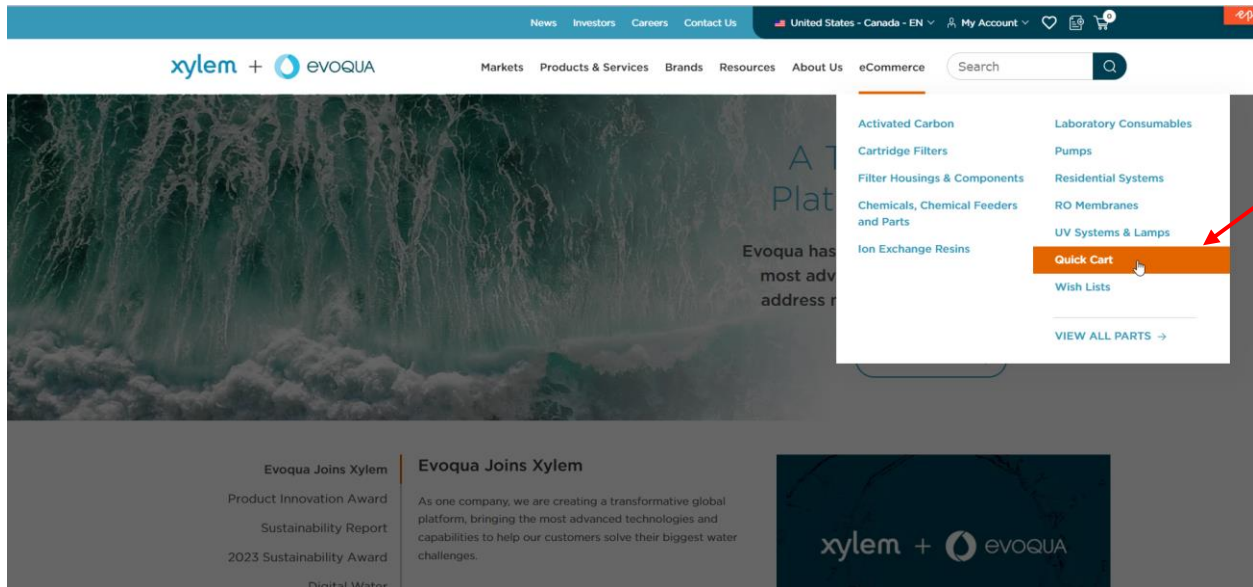 News Investors Careers Contact Us United States - Canada - EN My Account 0
xylem + evoqua
Markets Products & Services Brands Resources About Us eCommerce Search
Activated Carbon
Cartridge Filters
Filter Housings & Components
Chemicals, Chemical Feeders
and Parts
Ion Exchange Resins
Laboratory Consumables
Pumps
Residential Systems
RO Membranes
UV Systems & Lamps
Quick Cart
Wish Lists
VIEW ALL PARTS →
A
Plat
Evoqua has
most adv
address
Evoqua Joins Xylem
Product Innovation Award
Sustainability Report
2023 Sustainability Award
Digital Water
Evoqua Joins Xylem
As one company, we are creating a transformative global
platform, bringing the most advanced technologies and
capabilities to help our customers solve their biggest water
challenges.
xylem + evoqua